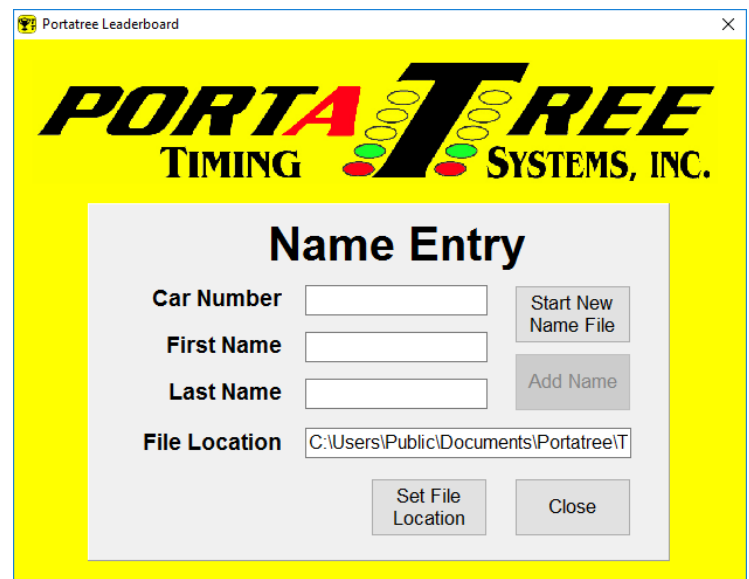 Portatree Leaderboard
PORTATREE
TIMING SYSTEMS, INC.
Name Entry
Car Number
Start New
Name File
First Name
Add Name
Last Name
File Location C:\Users\Public\Documents\Portatree\T
Set File
Location
Close